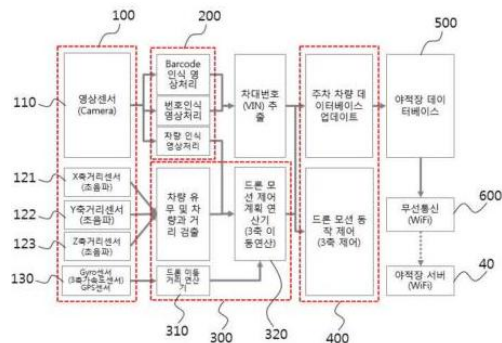 100
200
500
110
영상센서
(Camera)
Barcode
인식 영
상처리
번호인식
영상처리
차량 인식
영상처리
차대번호
(VIN) 추
출
주차 차량 데
이터베이스
업데이트
야적장 데이
터베이스
121
X축거리센서
(초음파)
122
Y축거리센서
(초음파)
123
Z축거리센서
(초음파)
130
Gyro센서
(3축가속도센서)
GPS센서
차량 유
무 및 차
량과 거
리 검출
드론 이동
거리 연산
기
드론 모
션 제어
계획 연
산기
(3축 이
동연산)
드론 모션 동
작 제어
(3축 제어)
무선통신
(WiFi)
600
야적장 서버
(WiFi)
40
310
300
320
400